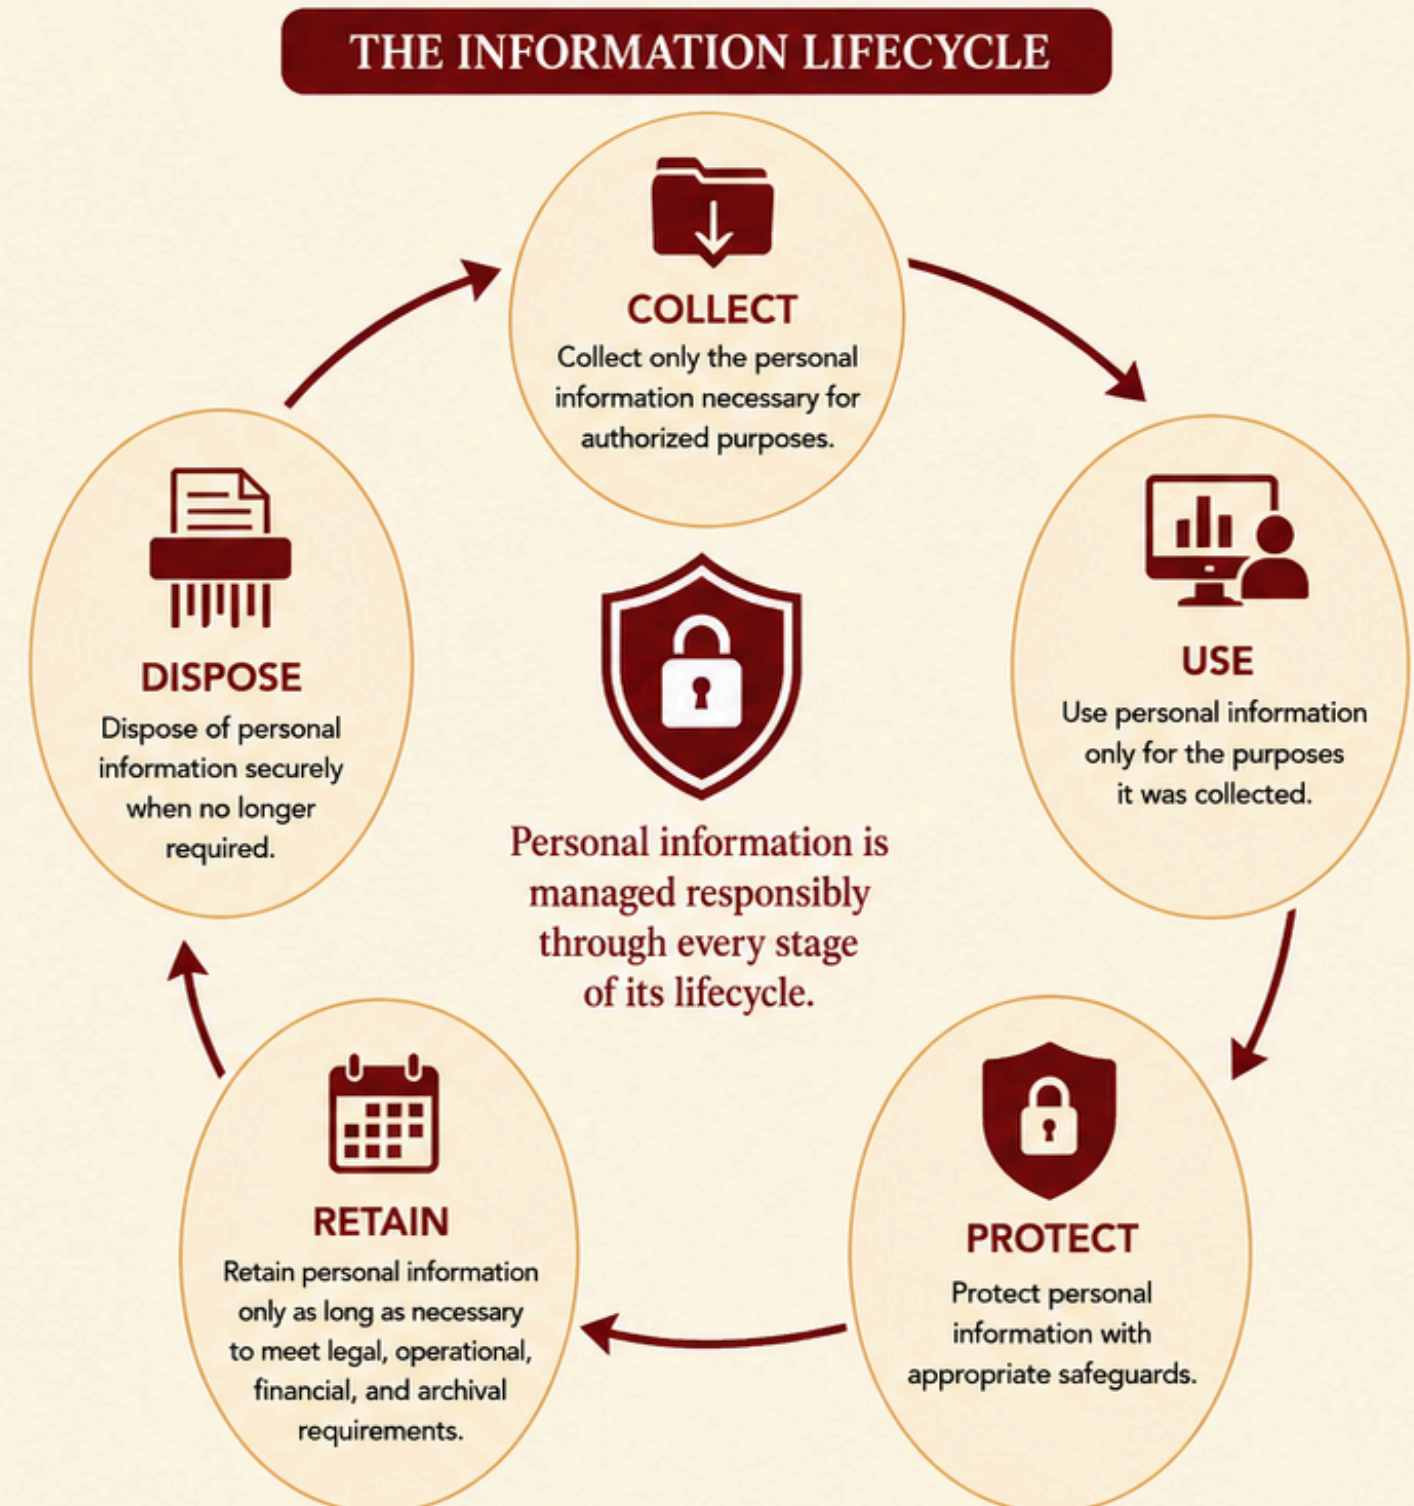 THE INFORMATION LIFECYCLE
COLLECT
Collect only the personal
information necessary for
authorized purposes.
USE
Use personal information
only for the purposes
it was collected.
PROTECT
Protect personal
information with
appropriate safeguards.
RETAIN
Retain personal information
only as long as necessary
to meet legal, operational,
financial, and archival
requirements.
DISPOSE
Dispose of personal
information securely
when no longer
required.
Personal information is
managed responsibly
through every stage
of its lifecycle.